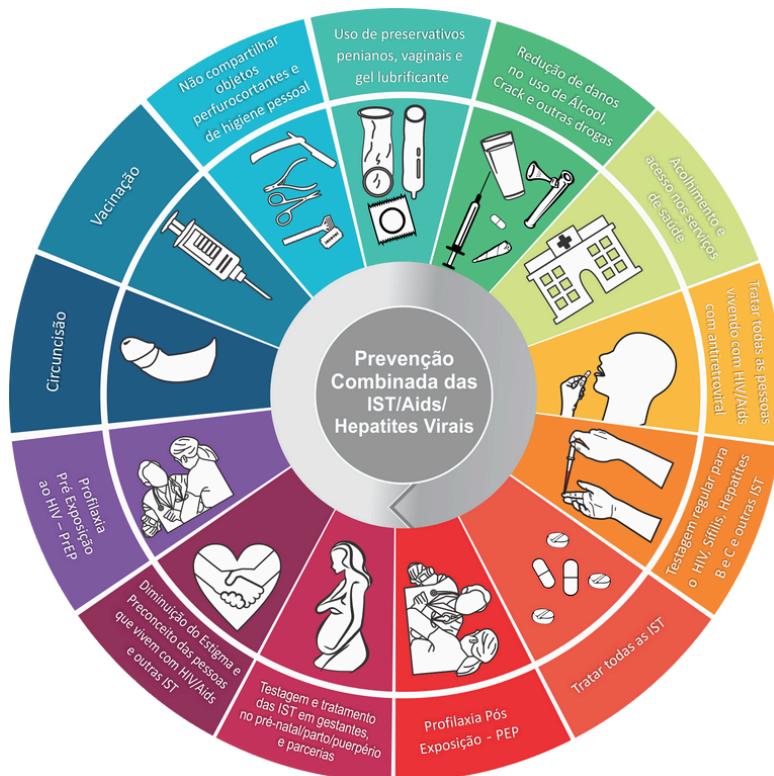 Prevenção
Combinada das
IST/Aids/
Hepatites Virais
Uso de preservativos
penianos, vaginais e
gel lubrificante
Redução de danos
no uso de Álcool,
Crack e outras drogas
Acolhimento e
acesso nos serviços
de saúde
Tratar todas as pessoas
vivendo com HIV/Aids
com antiretroviral
Testagem regular para
o HIV, Sífilis, Hepatites
B e C e outras IST
Tratar todas as IST
Profilaxia Pós
Exposição - PEP
Testagem e tratamento
das IST em gestantes,
no pré-natal/parto/puerpério
e parcerias
Diminuição do Estigma e
Preconceito das pessoas
que vivem com HIV/Aids
e outras IST
Profilaxia
Pré Exposição
ao HIV – PrEP
Circuncisão
Vacinação
Não compartilhar
objetos
perfurocortantes e
de higiene pessoal